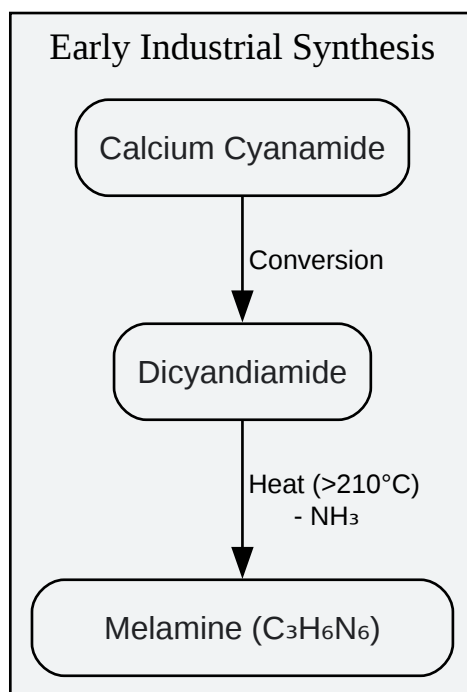 Early Industrial Synthesis
Calcium Cyanamide
Conversion
Dicyandiamide
Heat (>210°C)
- NH₃
Melamine (C₃H₆N₆)